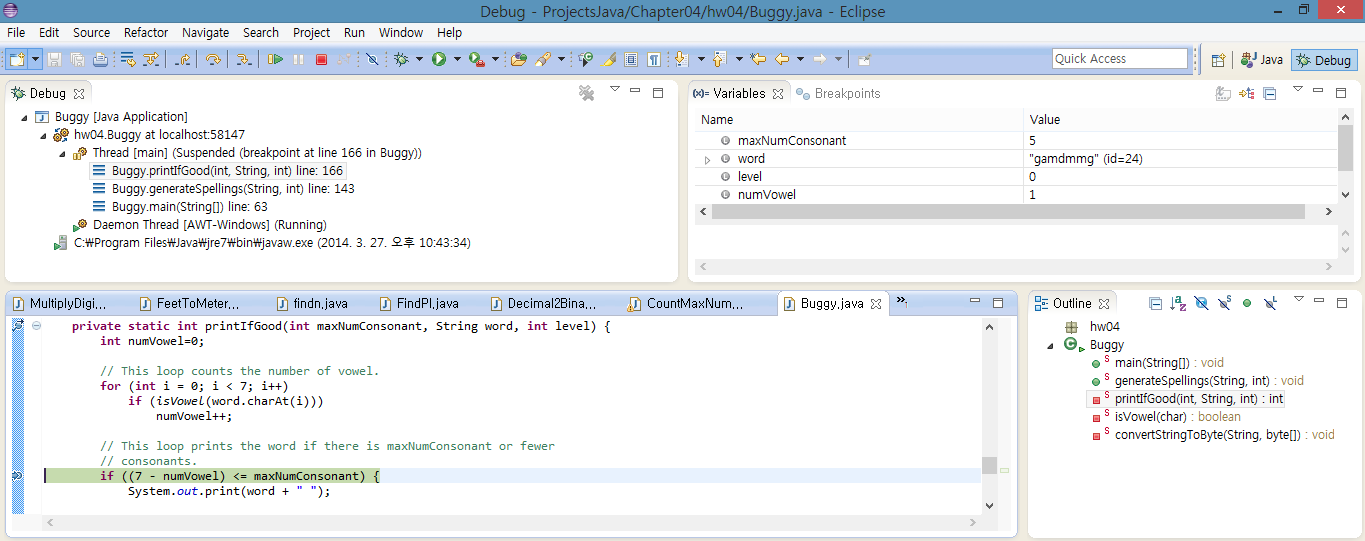 Debug - ProjectsJava/Chapter04/hw04/Buggy.java - Eclipse
File Edit Source Refactor Navigate Search Project Run Window Help
Quick Access
Java
Debug
Debug
Buggy [Java Application]
hw04.Buggy at localhost:58147
Thread [main] (Suspended (breakpoint at line 166 in Buggy))
Buggy.printIfGood(int, String, int) line: 166
Buggy.generateSpellings(String, int) line: 143
Buggy.main(String[]) line: 63
Daemon Thread [AWT-Windows] (Running)
C:₩Program Files₩Java₩jre7₩bin₩javaw.exe (2014. 3. 27. 오후 10:43:34)
(x)= Variables Breakpoints
Name Value
maxNumConsonant 5
word "gamdmmg" (id=24)
level 0
numVowel 1
MultiplyDigi... FeetToMeter... findn.java FindPI.java Decimal2Bina... CountMaxNum... Buggy.java
private static int printIfGood(int maxNumConsonant, String word, int level) {
int numVowel=0;
// This loop counts the number of vowel.
for (int i = 0; i < 7; i++)
if (isVowel(word.charAt(i)))
numVowel++;
// This loop prints the word if there is maxNumConsonant or fewer
// consonants.
if ((7 - numVowel) <= maxNumConsonant) {
System.out.print(word + " ");
Outline
hw04
Buggy
main(String[]) : void
generateSpellings(String, int) : void
printIfGood(int, String, int) : int
isVowel(char) : boolean
convertStringToByte(String, byte[]) : void